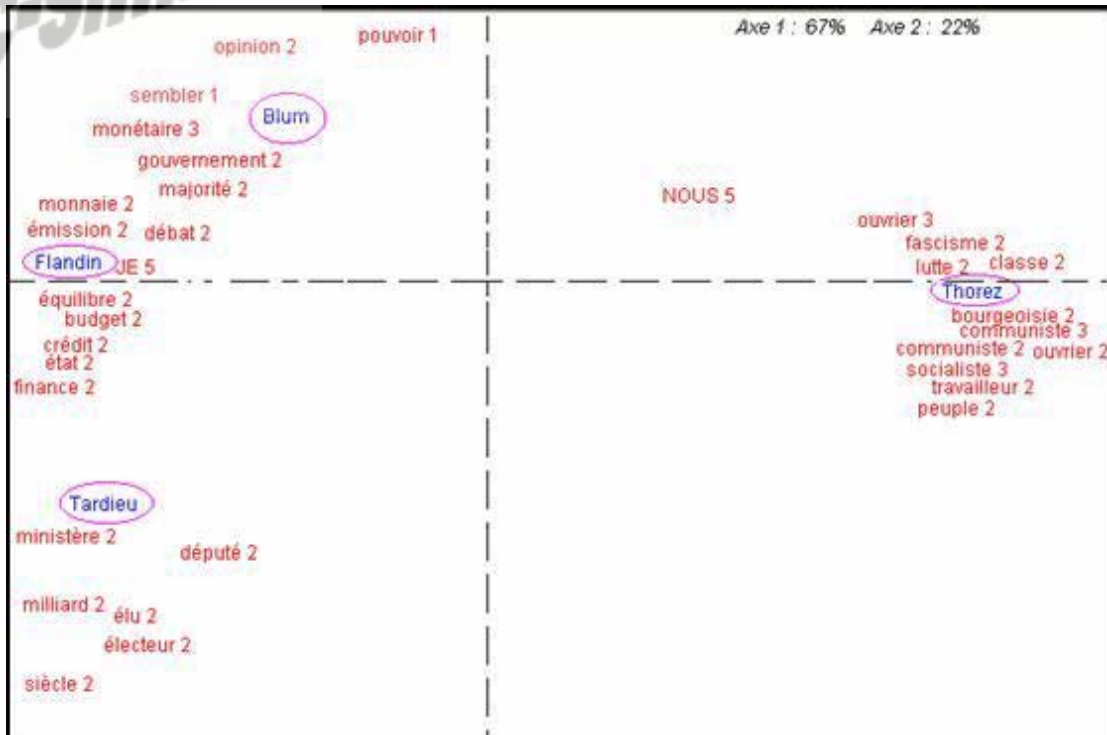 Axe 1 : 67% Axe 2 : 22%
pouvoir 1
opinion 2
sembler 1
Blum
monétaire 3
gouvernement 2
majorité 2
NOUS 5
monnaie 2
ouvrier 3
émission 2
débat 2
fascisme 2
Flandin
JE 5
lutte 2
classe 2
Thorez
équilibre 2
bourgeoisie 2
budget 2
communiste 3
crédit 2
communiste 2
ouvrier 2
état 2
socialiste 3
finance 2
travailleur 2
peuple 2
Tardieu
ministère 2
député 2
milliard 2
élu 2
électeur 2
siècle 2